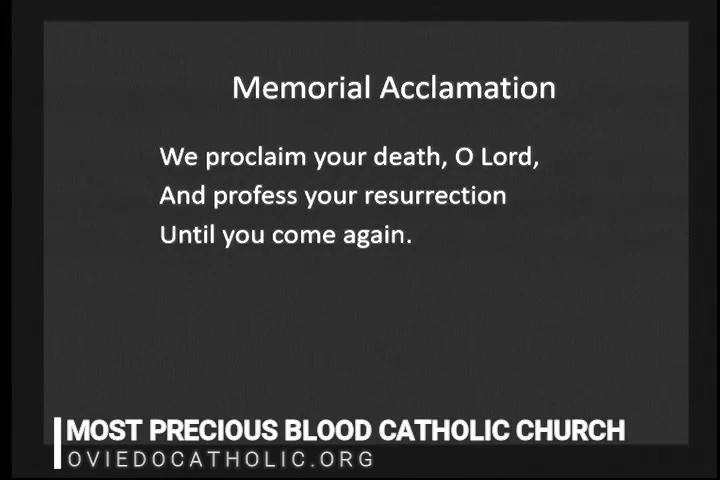 Memorial Acclamation
We proclaim your death, O Lord,
And profess your resurrection
Until you come again.
MOST PRECIOUS BLOOD CATHOLIC CHURCH
OVIEDOCATHOLIC.ORG